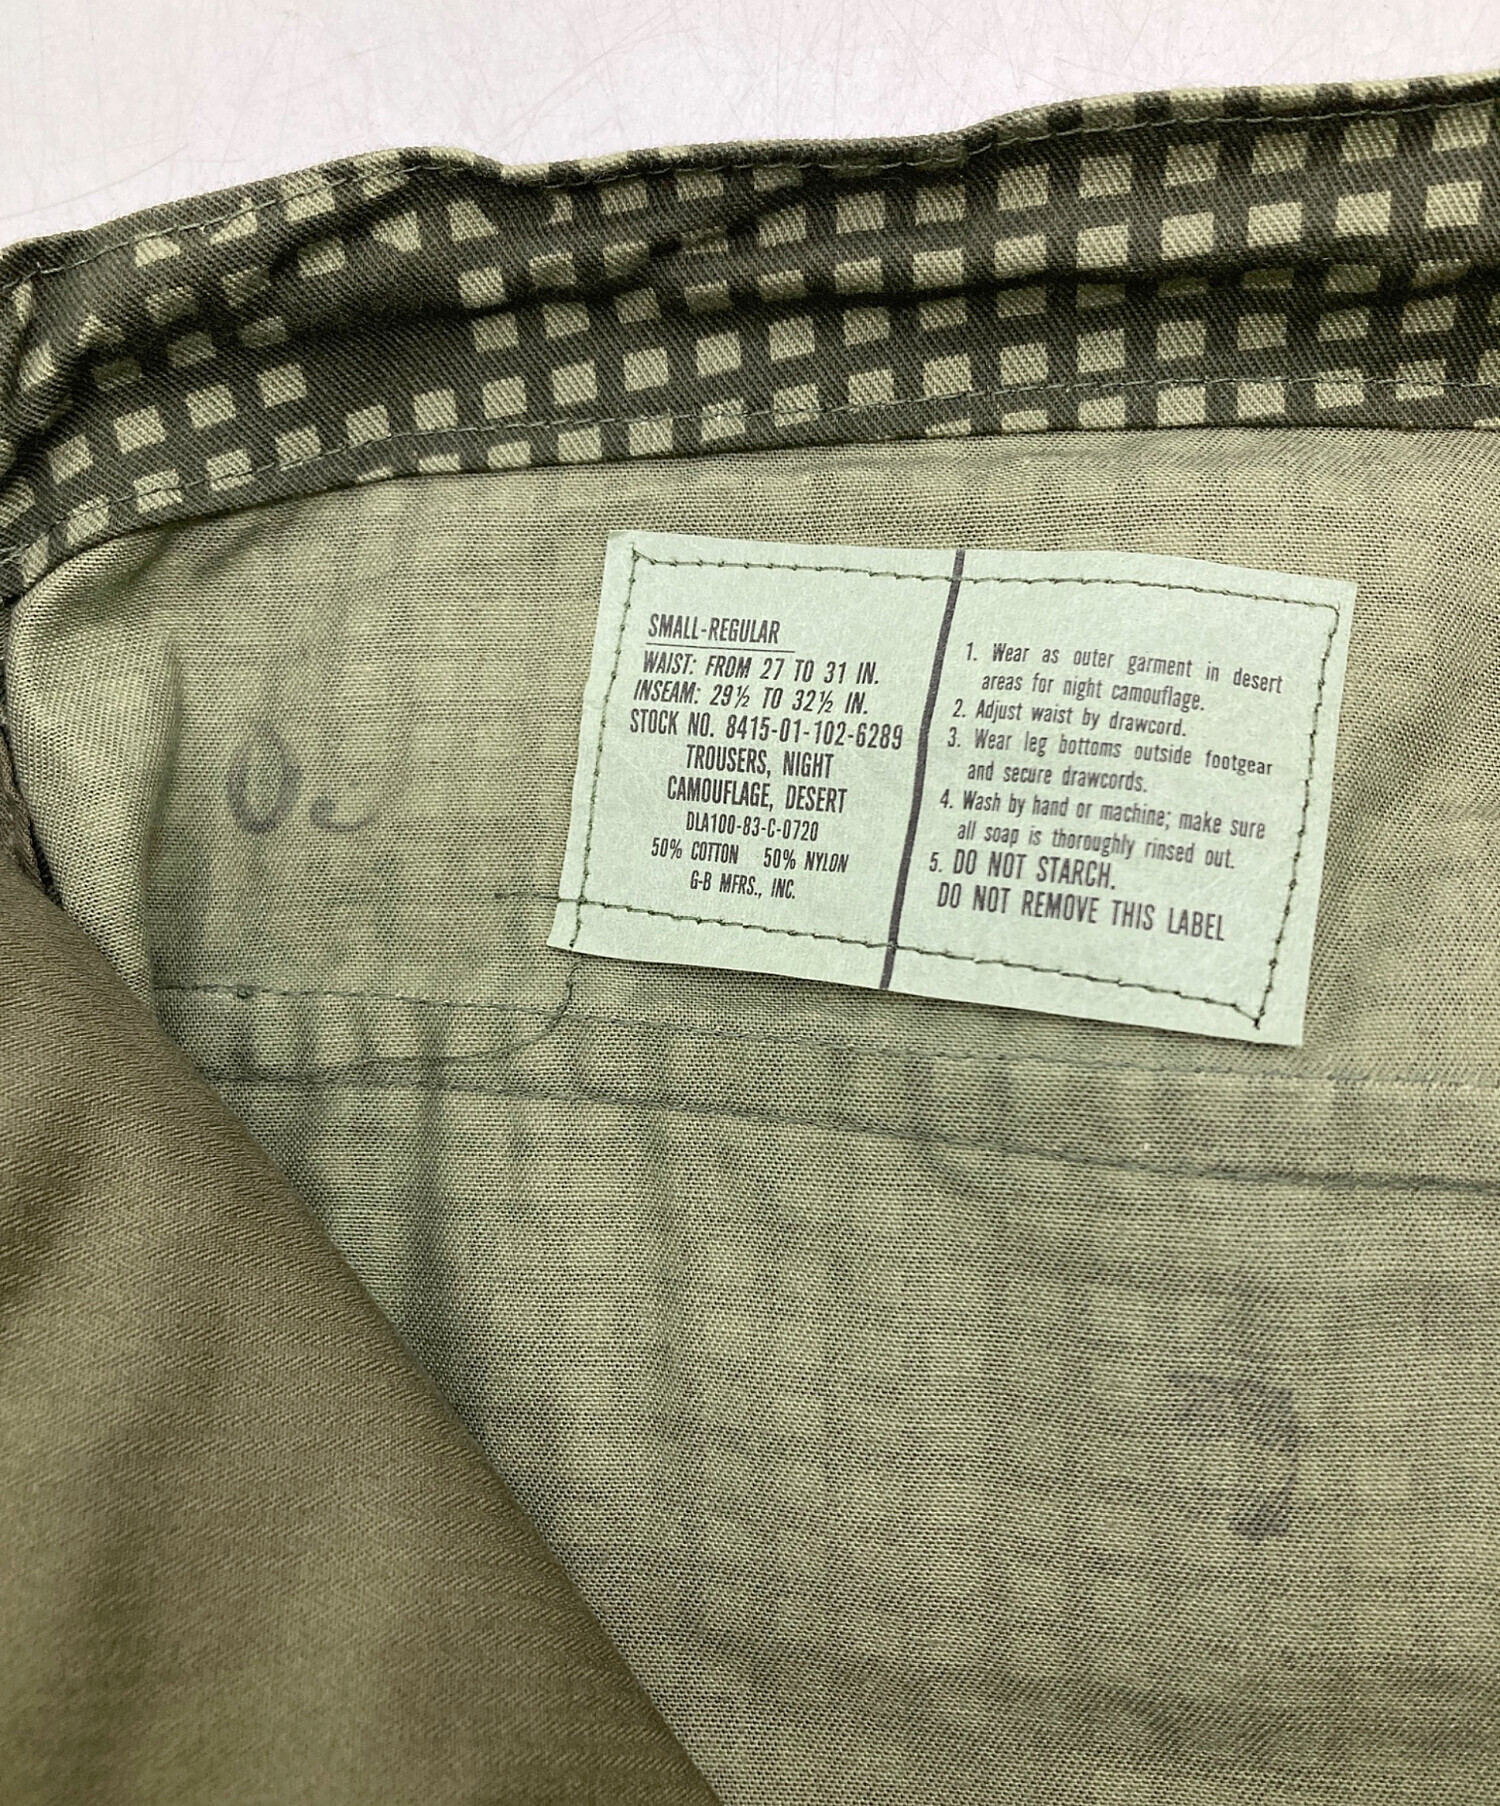 SMALL-REGULAR
WAIST: FROM 27 TO 31 IN.
INSEAM: 29½ TO 32½ IN.
STOCK NO. 8415-01-102-6289
TROUSERS, NIGHT
CAMOUFLAGE, DESERT
DLA100-83-C-0720
50% COTTON 50% NYLON
G-B MFRS., INC.
1. Wear as outer garment in desert
areas for night camouflage.
2. Adjust waist by drawcord.
3. Wear leg bottoms outside footgear
and secure drawcords.
4. Wash by hand or machine; make sure
all soap is thoroughly rinsed out.
5. DO NOT STARCH.
DO NOT REMOVE THIS LABEL